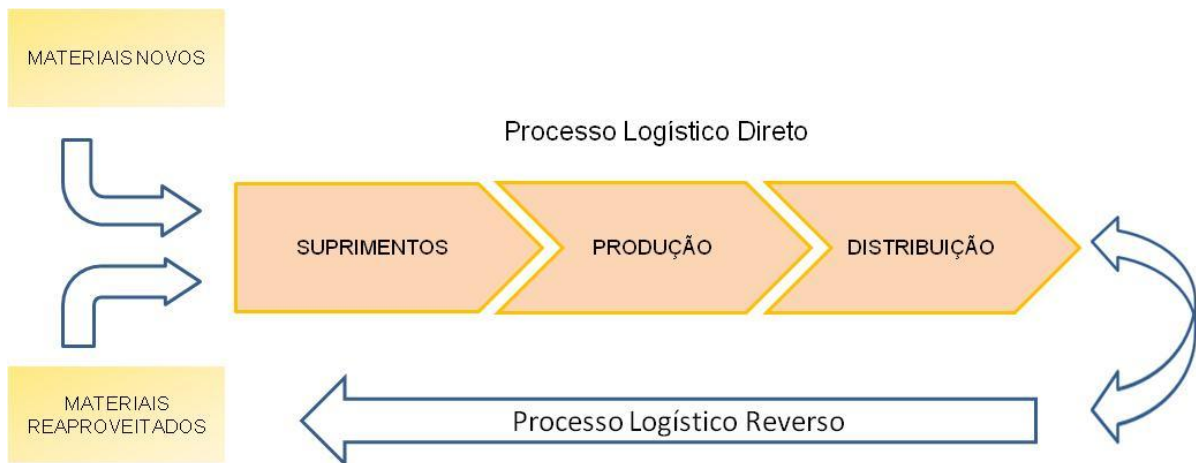 MATERIAIS NOVOS
Processo Logístico Direto
SUPRIMENTOS
PRODUÇÃO
DISTRIBUIÇÃO
MATERIAIS
REAPROVEITADOS
Processo Logístico Reverso